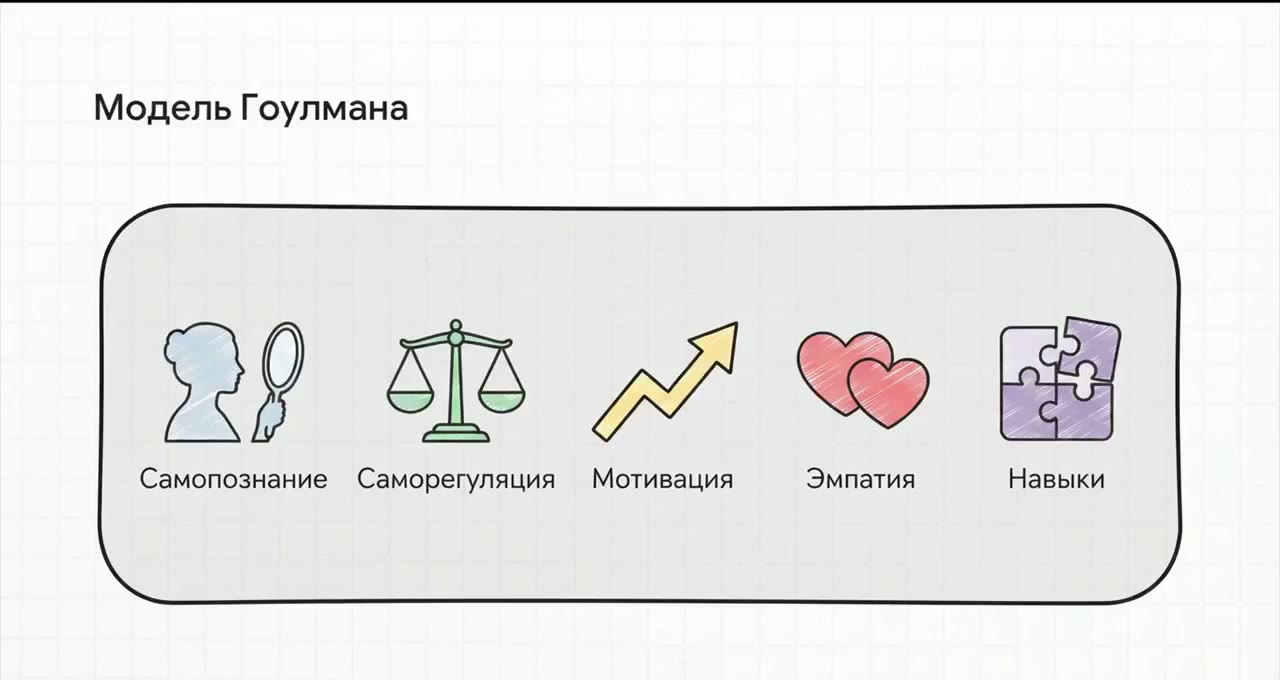 Модель Гоулмана
Самопознание Саморегуляция Мотивация Эмпатия Навыки